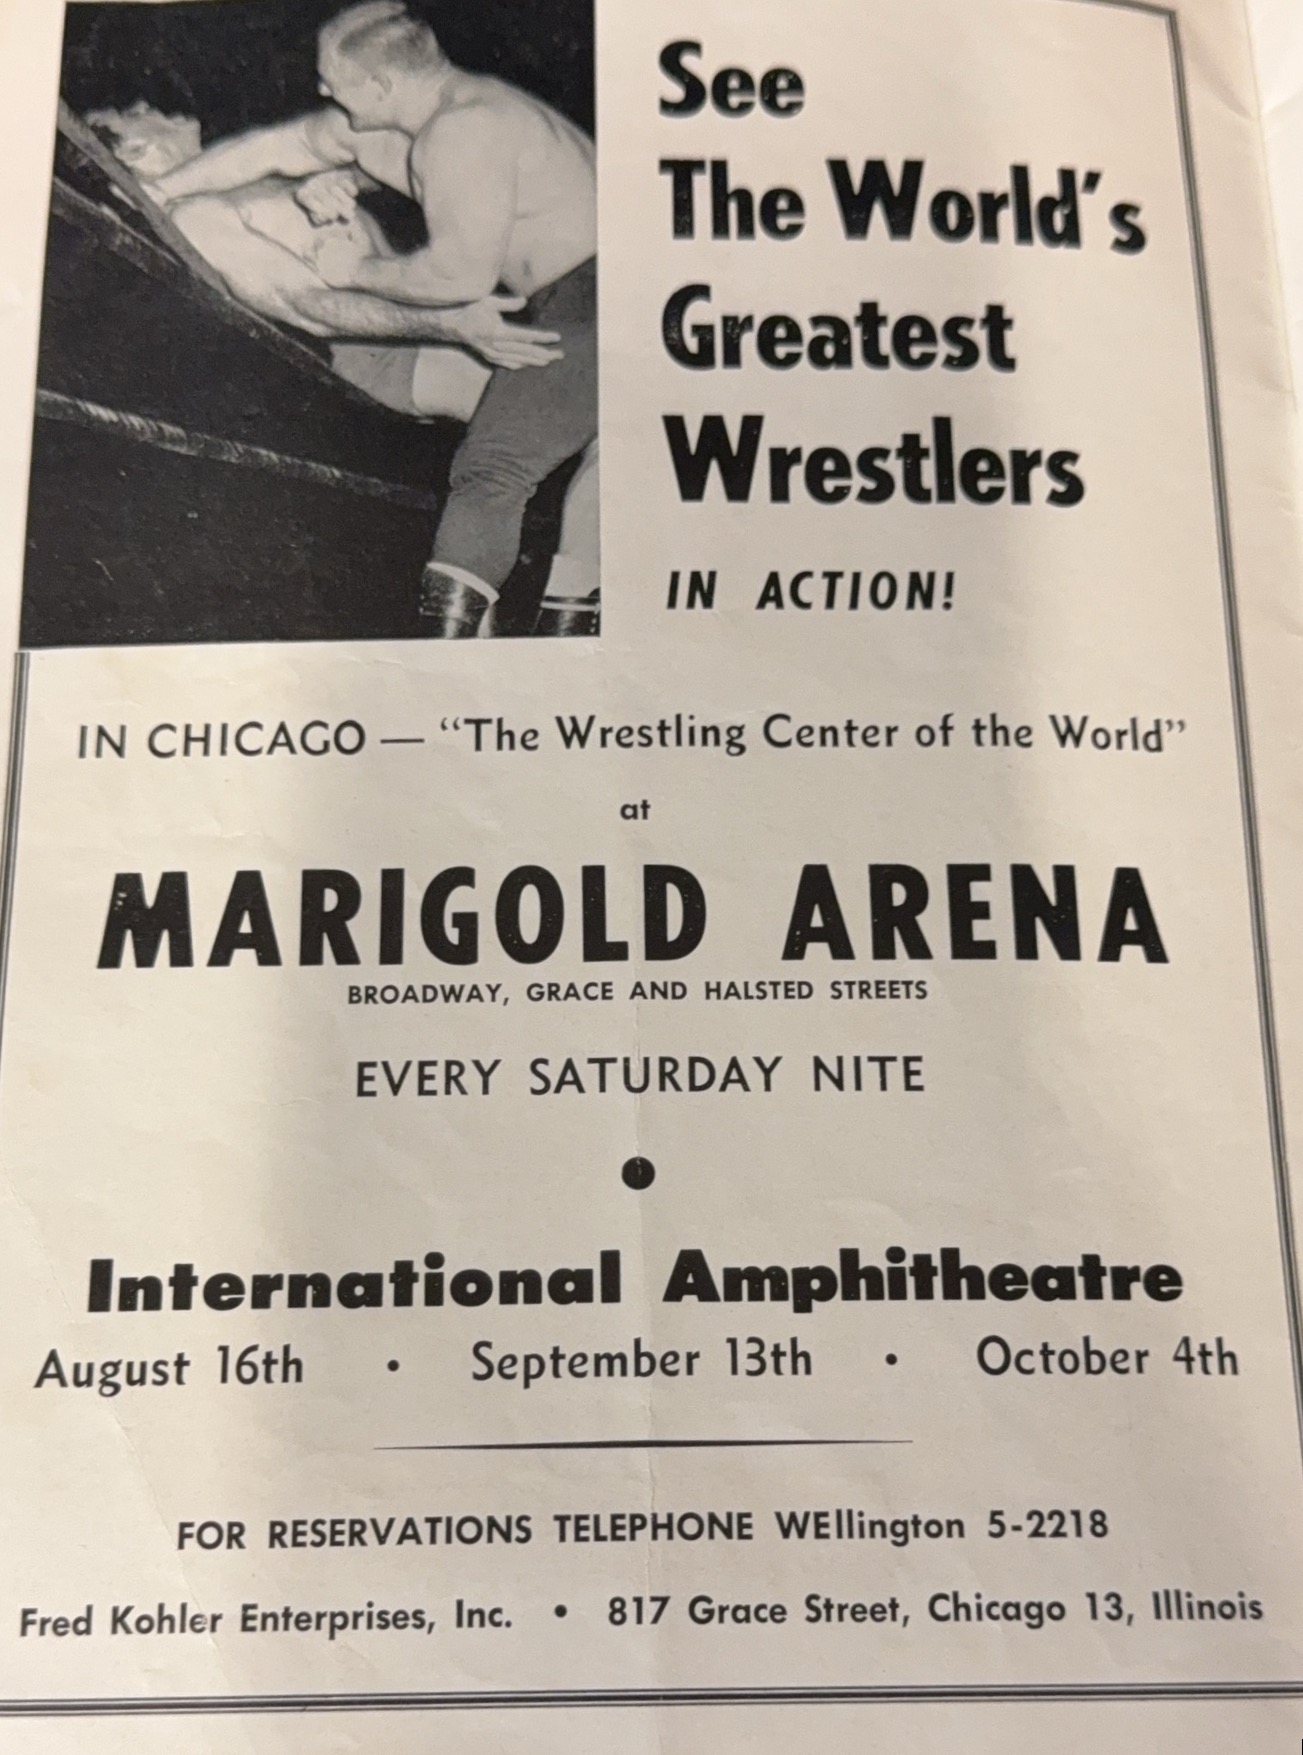 See
The World's
Greatest
Wrestlers
IN ACTION!
IN CHICAGO — “The Wrestling Center of the World”
at
MARIGOLD ARENA
BROADWAY, GRACE AND HALSTED STREETS
EVERY SATURDAY NITE
●
International Amphitheatre
August 16th • September 13th • October 4th
FOR RESERVATIONS TELEPHONE WEllington 5-2218
Fred Kohler Enterprises, Inc. • 817 Grace Street, Chicago 13, Illinois